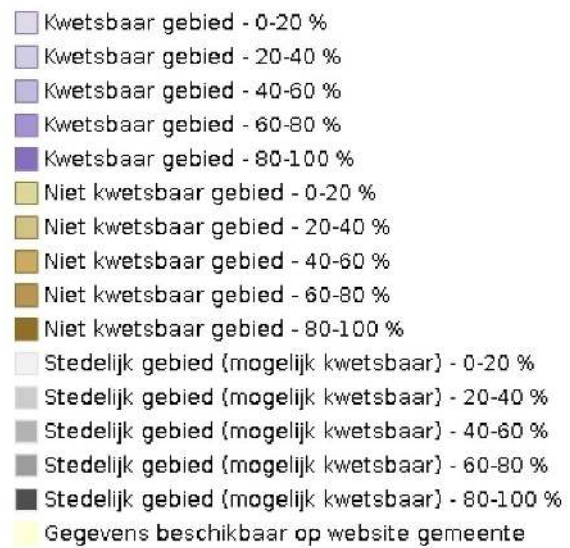 Kwetsbaar gebied - 0-20 %
Kwetsbaar gebied - 20-40 %
Kwetsbaar gebied - 40-60 %
Kwetsbaar gebied - 60-80 %
Kwetsbaar gebied - 80-100 %
Niet kwetsbaar gebied - 0-20 %
Niet kwetsbaar gebied - 20-40 %
Niet kwetsbaar gebied - 40-60 %
Niet kwetsbaar gebied - 60-80 %
Niet kwetsbaar gebied - 80-100 %
Stedelijk gebied (mogelijk kwetsbaar) - 0-20 %
Stedelijk gebied (mogelijk kwetsbaar) - 20-40 %
Stedelijk gebied (mogelijk kwetsbaar) - 40-60 %
Stedelijk gebied (mogelijk kwetsbaar) - 60-80 %
Stedelijk gebied (mogelijk kwetsbaar) - 80-100 %
Gegevens beschikbaar op website gemeente